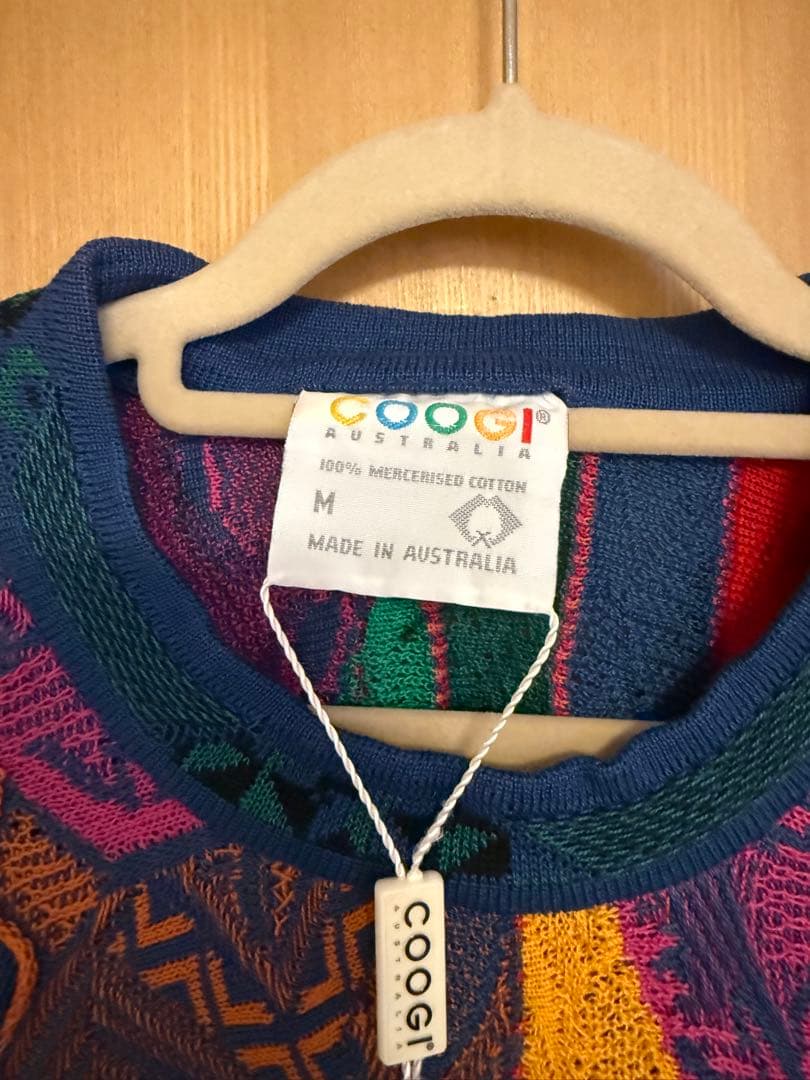 COOGI®
AUSTRALIA
100% MERCERISED COTTON
M
MADE IN AUSTRALIA
COOGI®
AUSTRALIA